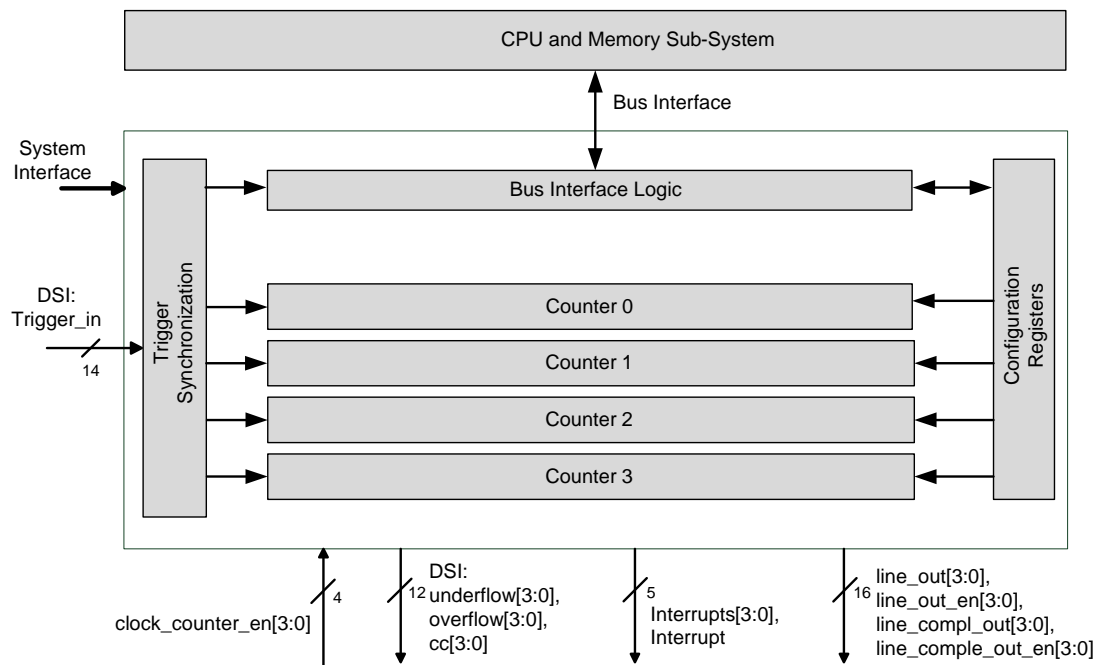 CPU and Memory Sub-System
Bus Interface
System
Interface
Bus Interface Logic
DSI:
Trigger_in
14
Trigger
Synchronization
Counter 0
Counter 1
Counter 2
Counter 3
Configuration
Registers
clock_counter_en[3:0]
4
12
DSI:
underflow[3:0],
overflow[3:0],
cc[3:0]
5
Interrupts[3:0),
Interrupt
16
line_out[3:0],
line_out_en[3:0],
line_compl_out[3:0],
line_comple_out_en[3:0]